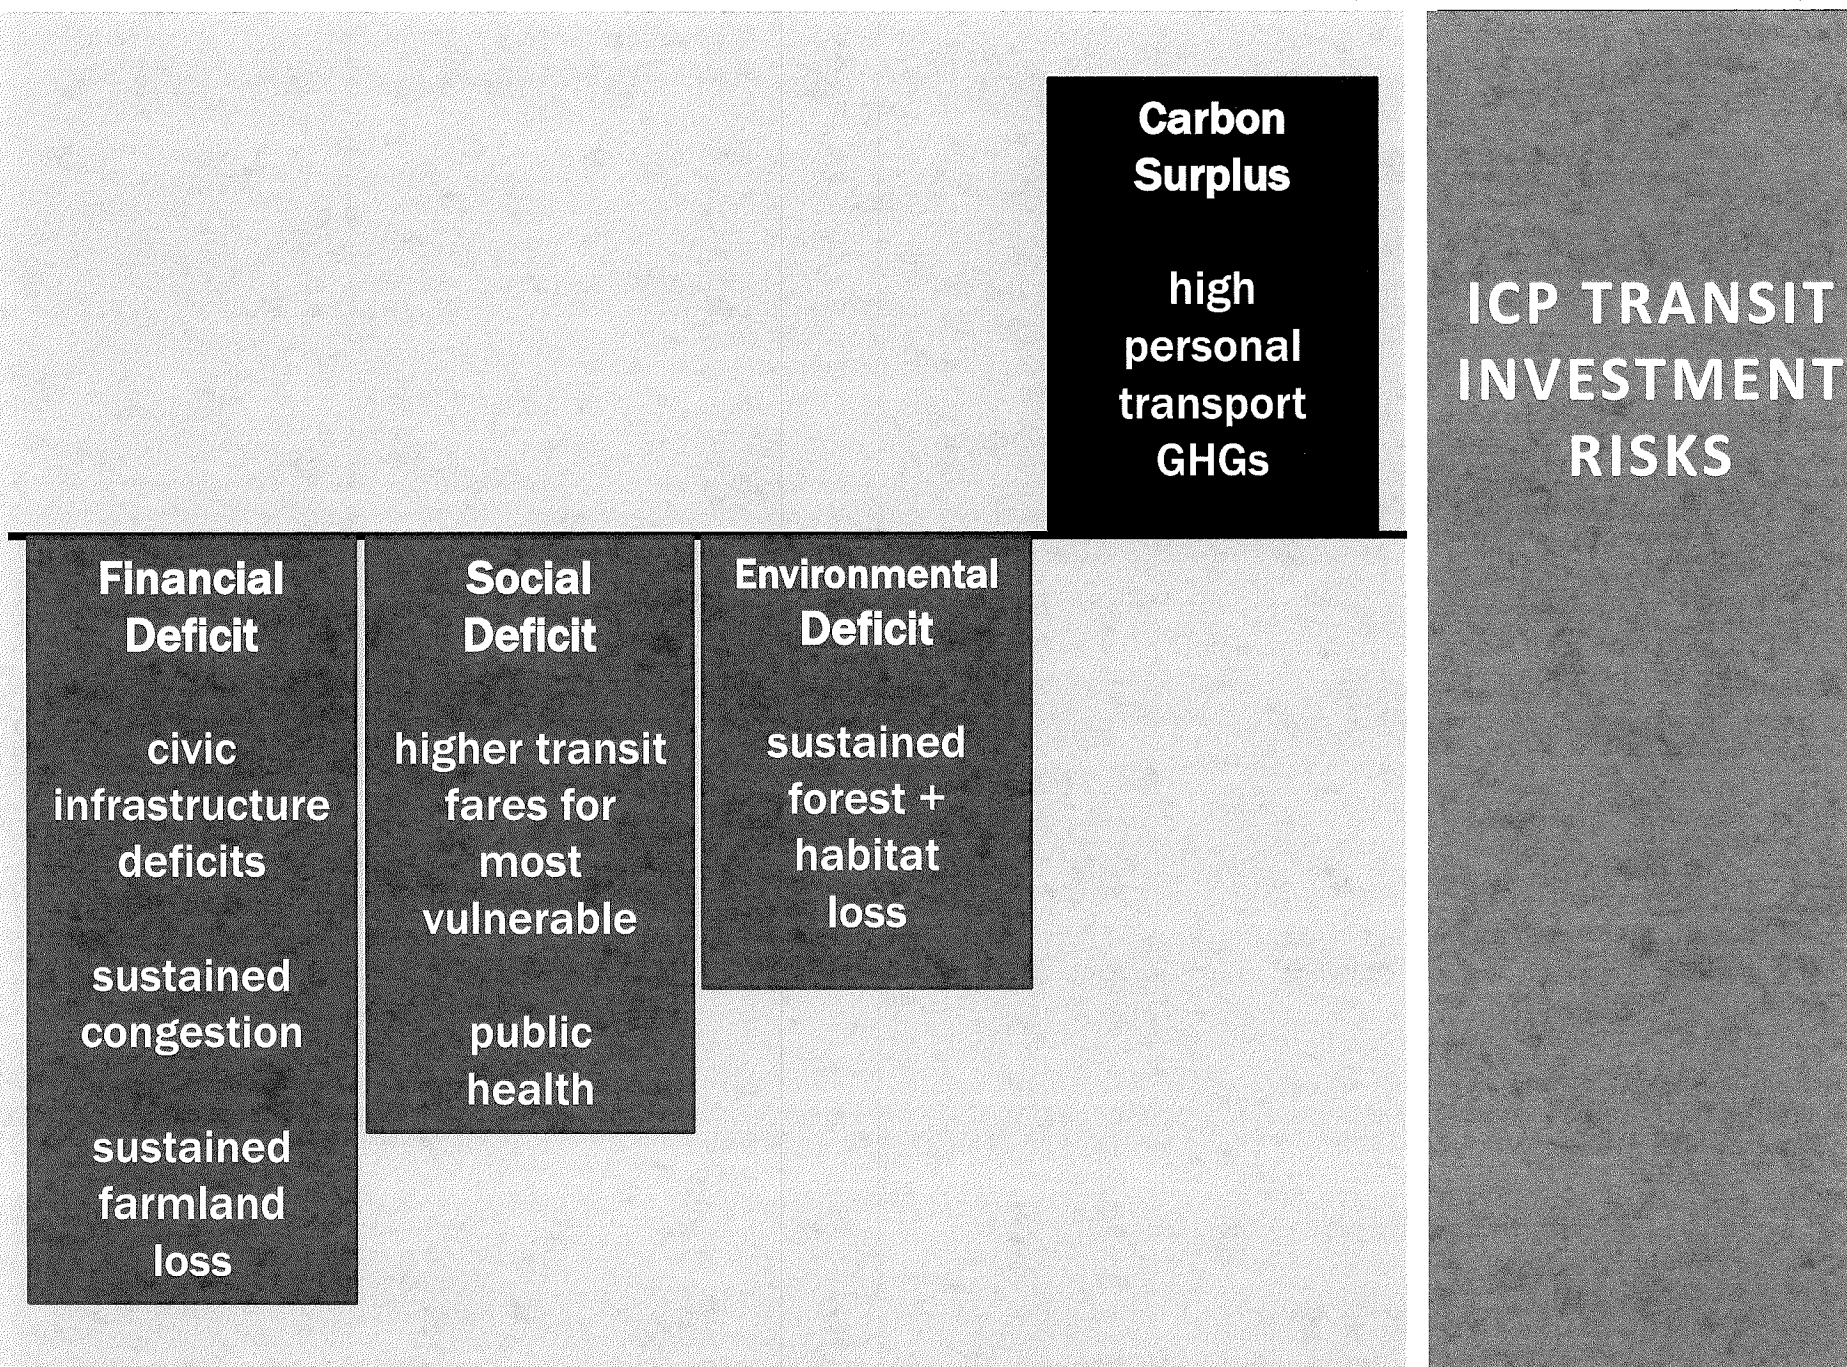 Carbon
Surplus
high
personal
transport
GHGs
ICP TRANSIT
INVESTMENT
RISKS
Financial
Deficit
civic
infrastructure
deficits
sustained
congestion
sustained
farmland
loss
Social
Deficit
higher transit
fares for
most
vulnerable
public
health
Environmental
Deficit
sustained
forest +
habitat
loss